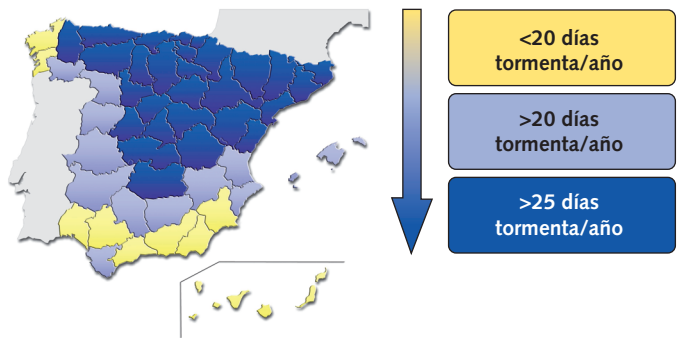 <20 días
tormenta/año
>20 días
tormenta/año
>25 días
tormenta/año